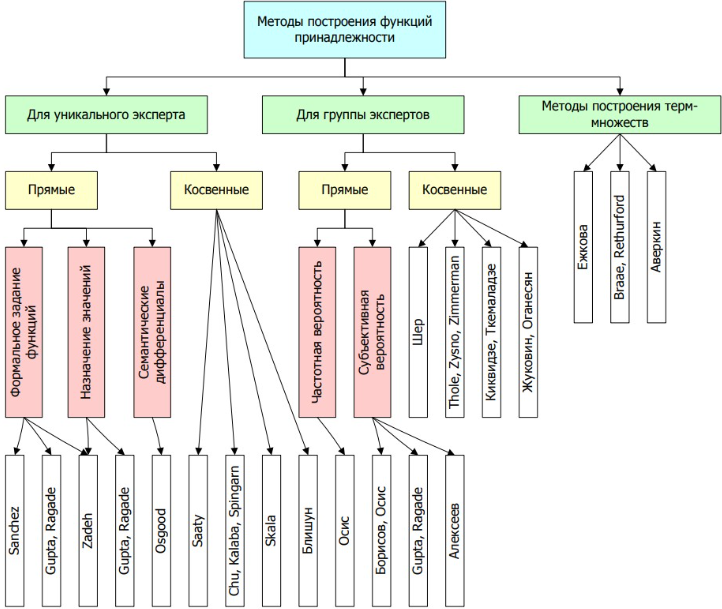 Методы построения функций
принадлежности
Для уникального эксперта
Для группы экспертов
Методы построения терм-
множеств
Прямые
Косвенные
Прямые
Косвенные
Ежкова
Braae, Rethurford
Аверкин
Формальное задание
функций
Назначение значений
Семантические
дифференциалы
Частотная вероятность
Субъективная
вероятность
Шер
Thole, Zysno, Zimmerman
Киквидзе, Ткемаладзе
Жуковин, Оганесян
Sanchez
Gupta, Ragade
Zadeh
Gupta, Ragade
Osgood
Saaty
Chu, Kalaba, Spingarn
Skala
Блишун
Осис
Борисов, Осис
Gupta, Ragade
Алексеев